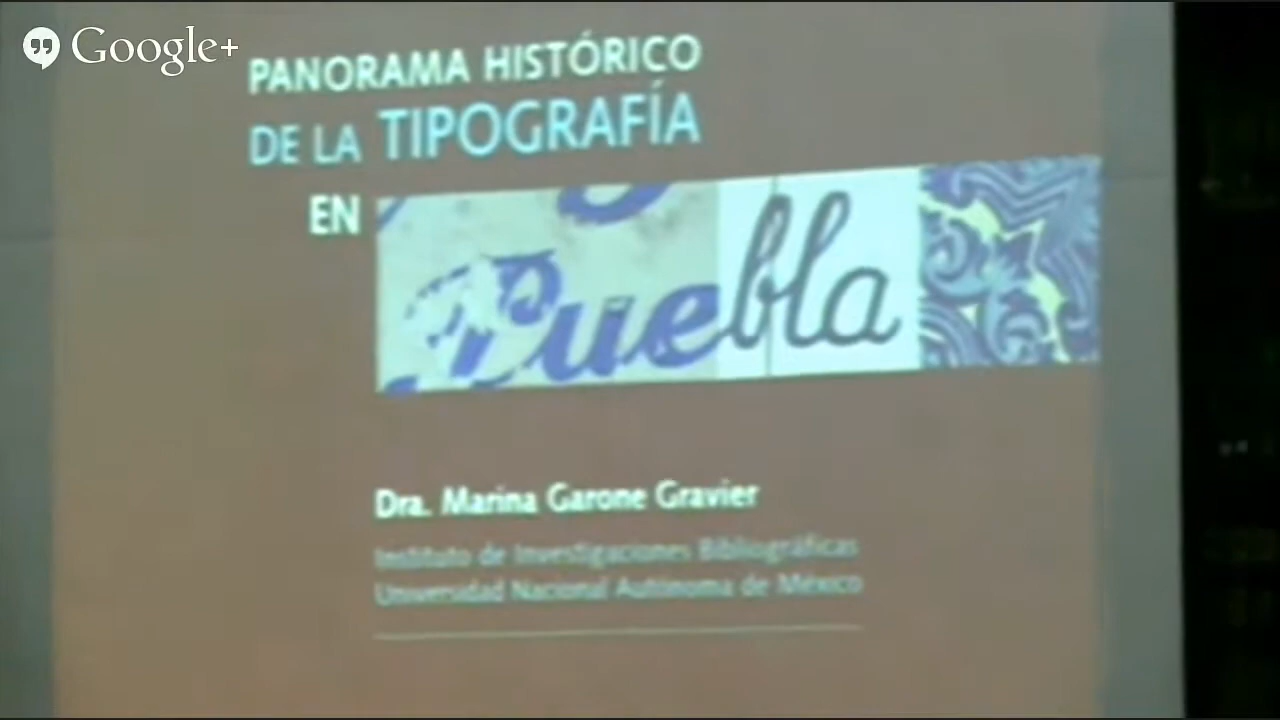 Google+
PANORAMA HISTÓRICO
DE LA TIPOGRAFÍA
EN Puebla
Dra. Marina Garone Gravier
Instituto de Investigaciones Bibliográficas
Universidad Nacional Autónoma de México